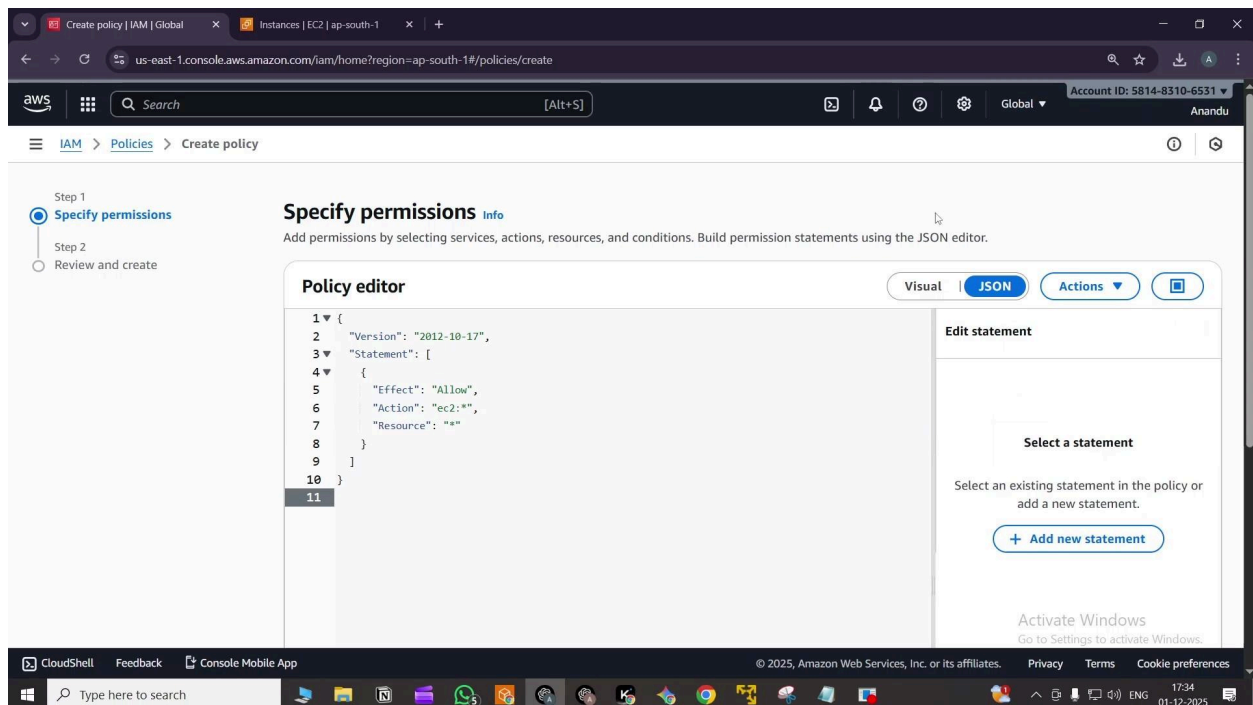 Create policy | IAM | Global
Instances | EC2 | ap-south-1
us-east-1.console.aws.amazon.com/iam/home?region=ap-south-1#/policies/create
A
aws
Search
[Alt+S]
Global
Account ID: 5814-8310-6531
Anandu
IAM > Policies > Create policy
Step 1
Specify permissions
Step 2
Review and create
Specify permissions Info
Add permissions by selecting services, actions, resources, and conditions. Build permission statements using the JSON editor.
Policy editor
Visual | JSON
Actions
1 {
2 "Version": "2012-10-17",
3 "Statement": [
4 {
5 "Effect": "Allow",
6 "Action": "ec2:*",
7 "Resource": "*"
8 }
9 ]
10 }
11
Edit statement
Select a statement
Select an existing statement in the policy or
add a new statement.
+ Add new statement
Activate Windows
Go to Settings to activate Windows.
CloudShell Feedback Console Mobile App
© 2025, Amazon Web Services, Inc. or its affiliates. Privacy Terms Cookie preferences
Type here to search
ENG
17:34
01-12-2025